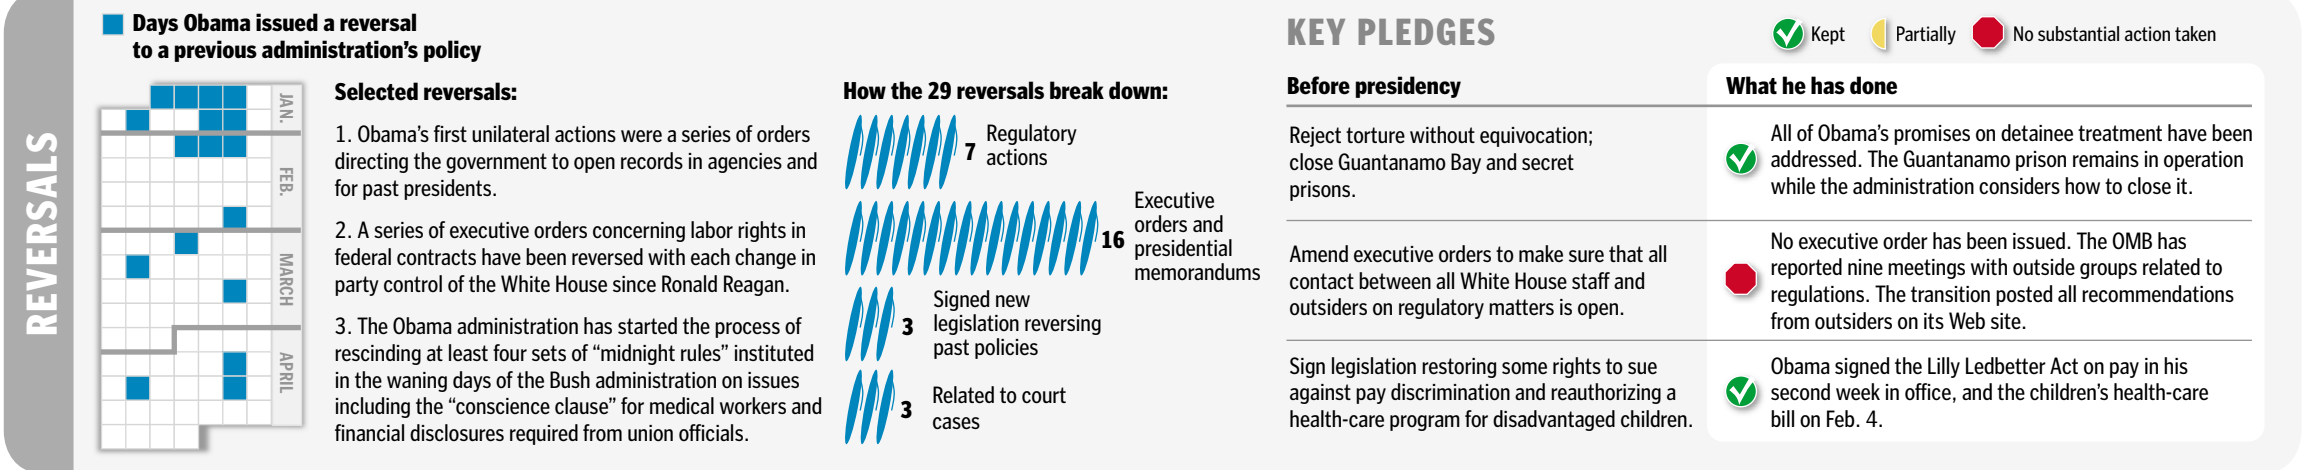 REVERSALS
Days Obama issued a reversal
to a previous administration's policy
JAN.
FEB.
MARCH
APRIL
Selected reversals:
1. Obama's first unilateral actions were a series of orders
directing the government to open records in agencies and
for past presidents.
2. A series of executive orders concerning labor rights in
federal contracts have been reversed with each change in
party control of the White House since Ronald Reagan.
3. The Obama administration has started the process of
rescinding at least four sets of “midnight rules” instituted
in the waning days of the Bush administration on issues
including the “conscience clause” for medical workers and
financial disclosures required from union officials.
How the 29 reversals break down:
7 Regulatory
actions
16 Executive
orders and
presidential
memorandums
3 Signed new
legislation reversing
past policies
3 Related to court
cases
KEY PLEDGES
Kept
Partially
No substantial action taken
Before presidency
What he has done
Reject torture without equivocation;
close Guantanamo Bay and secret
prisons.
All of Obama's promises on detainee treatment have been
addressed. The Guantanamo prison remains in operation
while the administration considers how to close it.
Amend executive orders to make sure that all
contact between all White House staff and
outsiders on regulatory matters is open.
No executive order has been issued. The OMB has
reported nine meetings with outside groups related to
regulations. The transition posted all recommendations
from outsiders on its Web site.
Sign legislation restoring some rights to sue
against pay discrimination and reauthorizing a
health-care program for disadvantaged children.
Obama signed the Lilly Ledbetter Act on pay in his
second week in office, and the children's health-care
bill on Feb. 4.